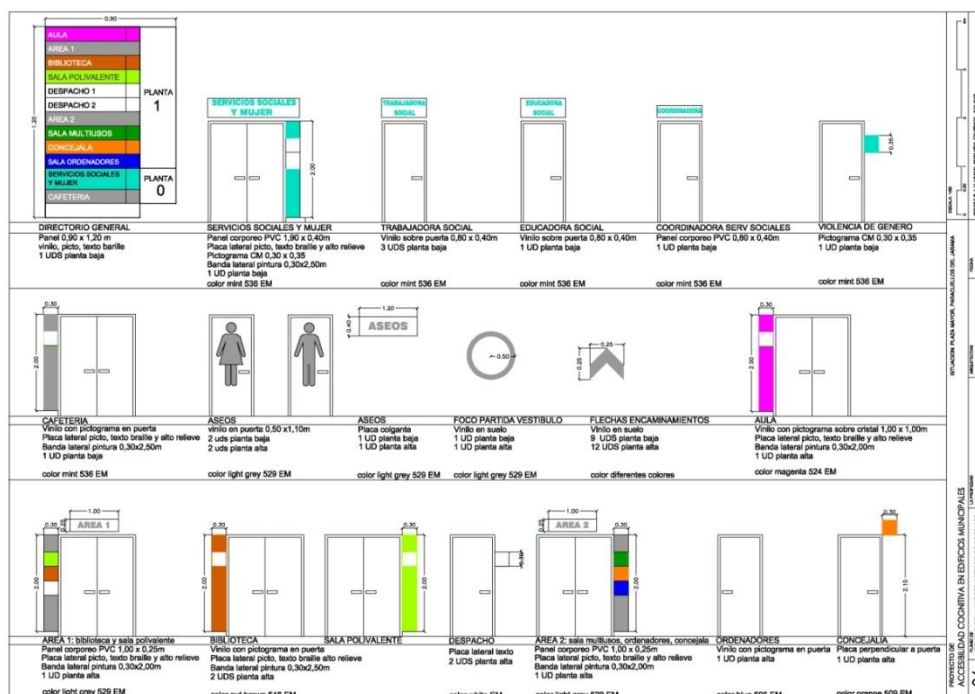 0,90
AULA
AREA 1
BIBLIOTECA
SALA POLIVALENTE
DESPACHO 1
DESPACHO 2
AREA 2
SALA MULTIUSOS
CONCEJALA
SALA ORDENADORES
SERVICIOS SOCIALES
Y MUJER
CAFETERIA
PLANTA
1
PLANTA
0
1,20
SERVICIOS SOCIALES
Y MUJER
2,00
TRABAJADORA
SOCIAL
EDUCADORA
SOCIAL
COORDINADORA
0,35
DIRECTORIO GENERAL
Panel 0,90 x 1,20 m
vinilo, picto, texto barille
1 UDS planta baja
SERVICIOS SOCIALES Y MUJER
Panel corporeo PVC 1,90 x 0,40m
Placa lateral picto, texto braille y alto relieve
Pictograma CM 0,30 x 0,35
Banda lateral pintura 0,30x2,50m
1 UD planta baja
color mint 536 EM
TRABAJADORA SOCIAL
Vinilo sobre puerta 0,80 x 0,40m
3 UDS planta baja
color mint 536 EM
EDUCADORA SOCIAL
Vinilo sobre puerta 0,80 x 0,40m
1 UD planta baja
color mint 536 EM
COORDINADORA SERV SOCIALES
Panel corporeo PVC 0,80 x 0,40m
1 UD planta baja
color mint 536 EM
VIOLENCIA DE GENERO
Pictograma CM 0,30 x 0,35
1 UD planta baja
color mint 536 EM
0.30
2.00
1.20
0.40
ASEOS
0.50
0.25
0.25
0.30
2.00
CAFETERIA
Vinilo con pictograma en puerta
Placa lateral picto, texto braille y alto relieve
Banda lateral pintura 0,30x2,50m
1 UD planta baja
color mint 536 EM
ASEOS
vinilo en puerta 0,50 x1,10m
2 uds planta baja
2 uds planta alta
color light grey 529 EM
ASEOS
Placa colgante
1 UD planta baja
1 UD planta alta
color light grey 529 EM
FOCO PARTIDA VESTIBULO
Vinilo en suelo
1 UD planta baja
1 UD planta alta
color light grey 529 EM
FLECHAS ENCAMINAMIENTOS
Vinilo en suelo
9 UDS planta baja
12 UDS planta alta
color diferentes colores
AULA
Vinilo con pictograma sobre cristal 1,00 x 1,00m
Placa lateral picto, texto braille y alto relieve
Banda lateral pintura 0,30x2,00m
1 UD planta alta
color magenta 524 EM
0.30
1.00
0.25
AREA 1
2.00
0.30
2.00
0.30
2.00
1.00
0.25
AREA 2
0.30
2.00
0.30
2.10
AREA 1: biblioteca y sala polivalente
Panel corporeo PVC 1,00 x 0,25m
Placa lateral picto, texto braille y alto relieve
Banda lateral pintura 0,30x2,00m
1 UD planta alta
color light grey 529 EM
BIBLIOTECA
SALA POLIVALENTE
Vinilo con pictograma en puerta
Placa lateral picto, texto braille y alto relieve
Banda lateral pintura 0,30x2,50m
2 UDS planta alta
DESPACHO
Placa lateral texto
2 UDS planta alta
AREA 2: sala multiusos, ordenadores, concejala
Panel corporeo PVC 1,00 x 0,25m
Placa lateral picto, texto braille y alto relieve
Banda lateral pintura 0,30x2,00m
1 UD planta alta
color light grey 529 EM
ORDENADORES
Vinilo con pictograma en puerta
1 UD planta alta
CONCEJALIA
Placa perpendicular a puerta
1 UD planta alta
color orange 509 EM
SITUACION PLAZA MAYOR, PARACUELLOS DEL JARAMA
PROYECTO DE
ACCESIBILIDAD COGNITIVA EN EDIFICIOS MUNICIPALES